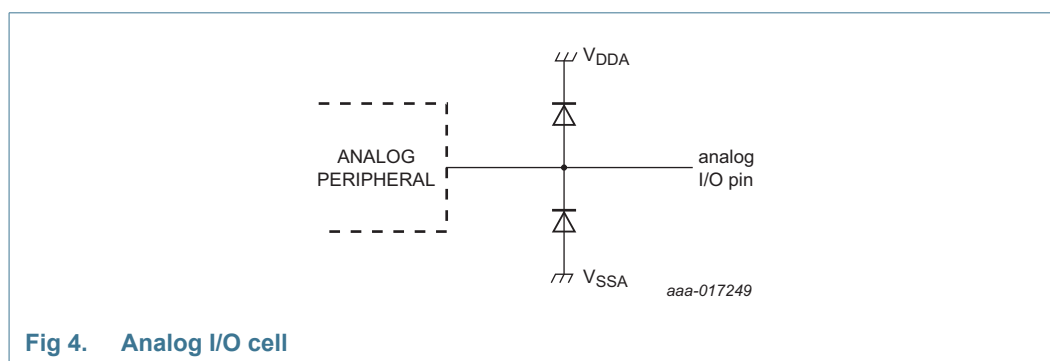 VDDA
ANALOG
PERIPHERAL
analog
I/O pin
VSSA
aaa-017249
Fig 4. Analog I/O cell